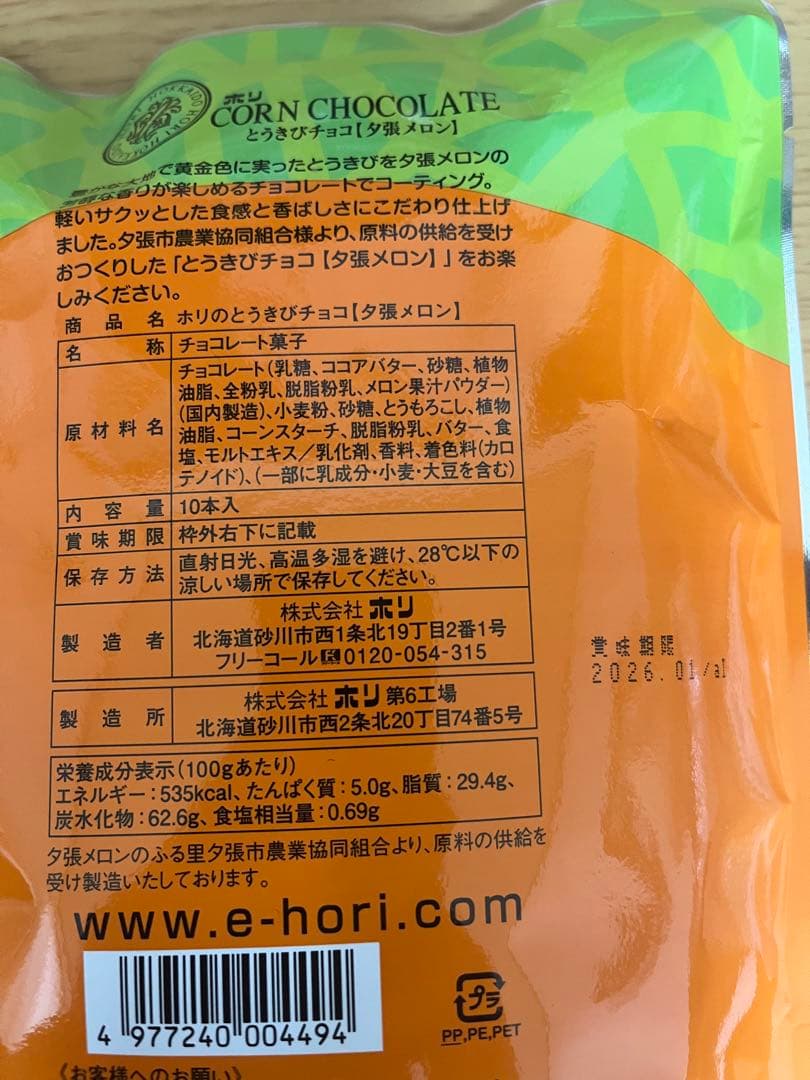 ホリ
CORN CHOCOLATE
とうきびチョコ【夕張メロン】
大地で黄金色に実ったとうきびを夕張メロンの
香りが楽しめるチョコレートでコーティング。
軽いサクッとした食感と香ばしさにこだわり仕上げ
ました。夕張市農業協同組合様より、原料の供給を受け
おつくりした「とうきびチョコ【夕張メロン】」をお楽
しみください。
商品名 ホリのとうきびチョコ【夕張メロン】
名称 チョコレート菓子
原材料名 チョコレート(乳糖、ココアバター、砂糖、植物
油脂、全粉乳、脱脂粉乳、メロン果汁パウダー)
(国内製造)、小麦粉、砂糖、とうもろこし、植物
油脂、コーンスターチ、脱脂粉乳、バター、食
塩、モルトエキス/乳化剤、香料、着色料(カロ
テノイド)、(一部に乳成分・小麦・大豆を含む)
内容量 10本入
賞味期限 枠外右下に記載
保存方法 直射日光、高温多湿を避け、28℃以下の
涼しい場所で保存してください。
製造者 株式会社 ホリ
北海道砂川市西1条北19丁目2番1号
フリーコール 0120-054-315
賞味期限
2026.01/a1
製造所 株式会社 ホリ 第6工場
北海道砂川市西2条北20丁目74番5号
栄養成分表示(100gあたり)
エネルギー:535kcal、たんぱく質:5.0g、脂質:29.4g、
炭水化物:62.6g、食塩相当量:0.69g
夕張メロンのふる里夕張市農業協同組合より、原料の供給を
受け製造いたしております。
www.e-hori.com
4 977240 004494
プラ
PP,PE,PET
《お客様へのお願い》